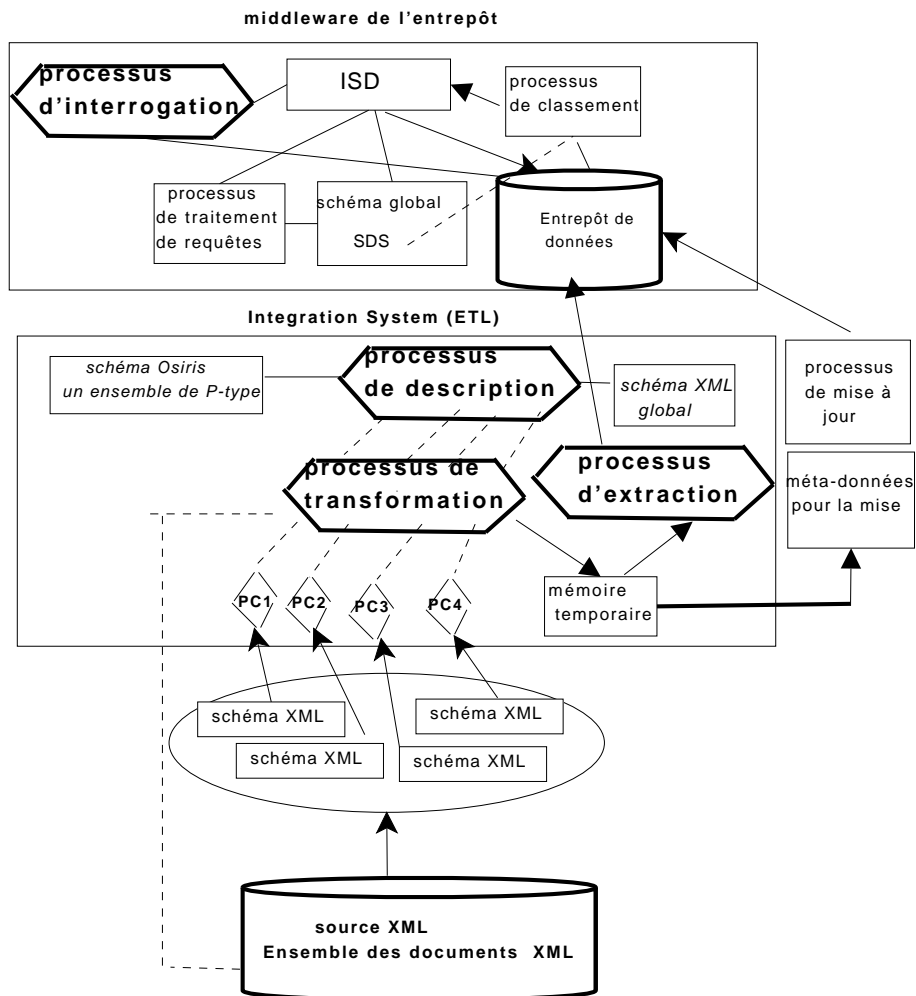 middleware de l'entrepôt
processus
d'interrogation
ISD
processus
de classement
processus
de traitement
de requêtes
schéma global
SDS
Entrepôt de
données
Integration System (ETL)
schéma Osiris
un ensemble de P-type
processus
de description
schéma XML
global
processus
de mise à
jour
processus de
transformation
processus
d'extraction
méta-données
pour la mise
PC1
PC2
PC3
PC4
mémoire
temporaire
schéma XML
schéma XML
schéma XML
schéma XML
source XML
Ensemble des documents XML